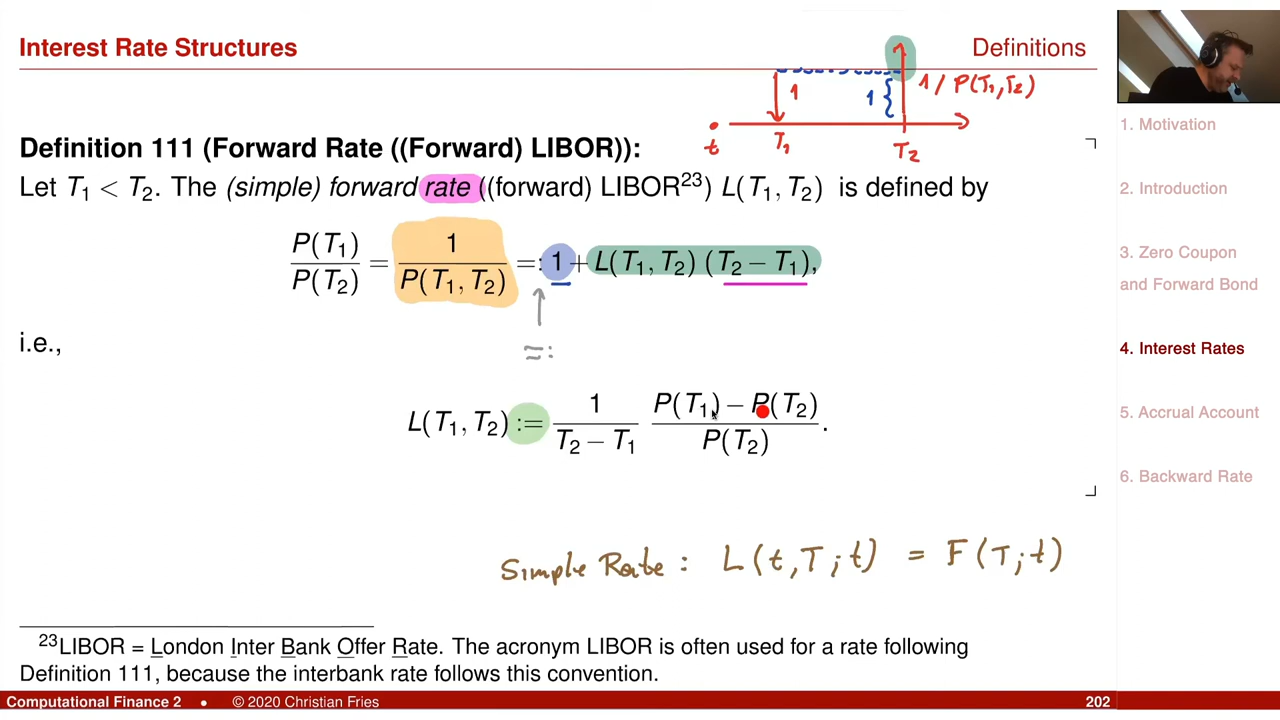 Interest Rate Structures
Definitions
1
1 {
1 / P(T₁,T₂)
t
T₁
T₂
Definition 111 (Forward Rate ((Forward) LIBOR)):
Let T₁ < T₂. The (simple) forward rate ((forward) LIBOR²³) L(T₁, T₂) is defined by
P(T₁) / P(T₂) = 1 / P(T₁, T₂) =: 1 + L(T₁, T₂) (T₂ − T₁),
=:
i.e.,
L(T₁, T₂) := 1 / (T₂ − T₁) (P(T₁) − P(T₂)) / P(T₂).
Simple Rate : L(t,T;t) = F(T;t)
²³LIBOR = London Inter Bank Offer Rate. The acronym LIBOR is often used for a rate following
Definition 111, because the interbank rate follows this convention.
1. Motivation
2. Introduction
3. Zero Coupon
and Forward Bond
4. Interest Rates
5. Accrual Account
6. Backward Rate
Computational Finance 2 • © 2020 Christian Fries
202